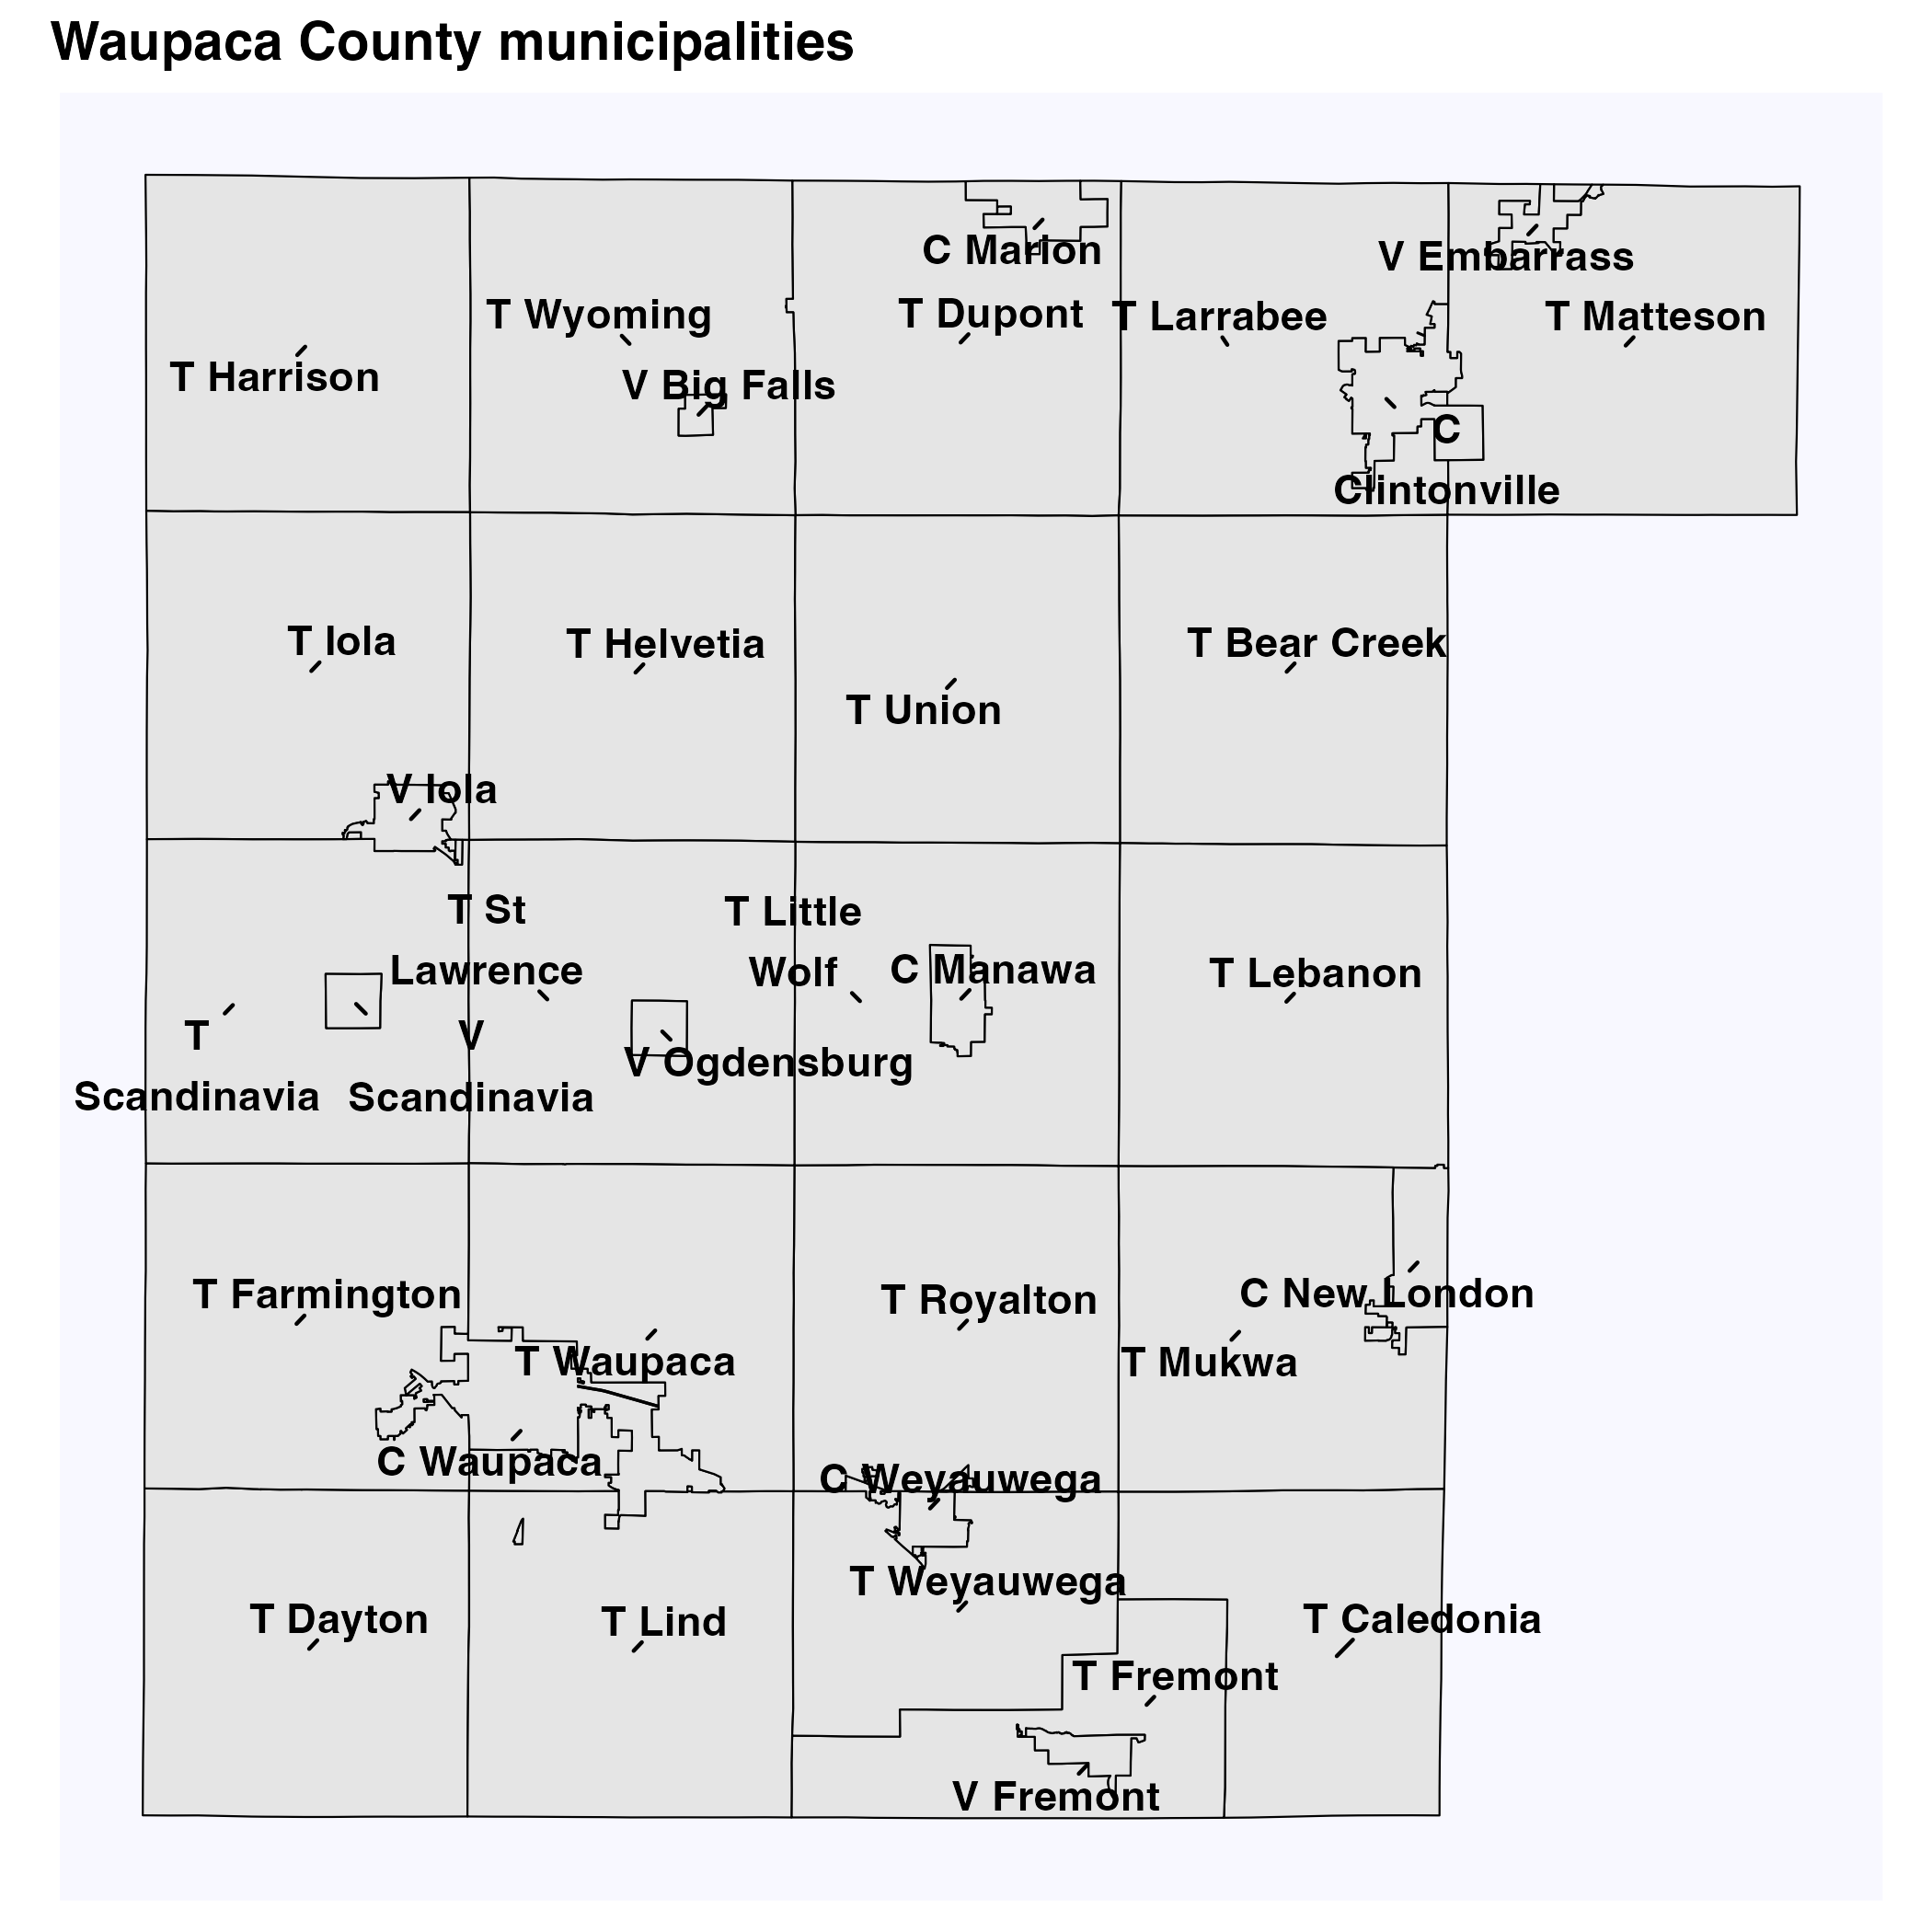 Waupaca County municipalities
C Marion
V Embarrass
T Wyoming
T Dupont
T Larrabee
T Matteson
T Harrison
V Big Falls
C
Clintonville
T Iola
T Helvetia
T Bear Creek
T Union
V Iola
T St
Lawrence
T Little
Wolf
C Manawa
T Lebanon
T
Scandinavia
V
Scandinavia
V Ogdensburg
T Farmington
T Royalton
C New London
T Waupaca
T Mukwa
C Waupaca
C Weyauwega
T Weyauwega
T Dayton
T Lind
T Caledonia
T Fremont
V Fremont